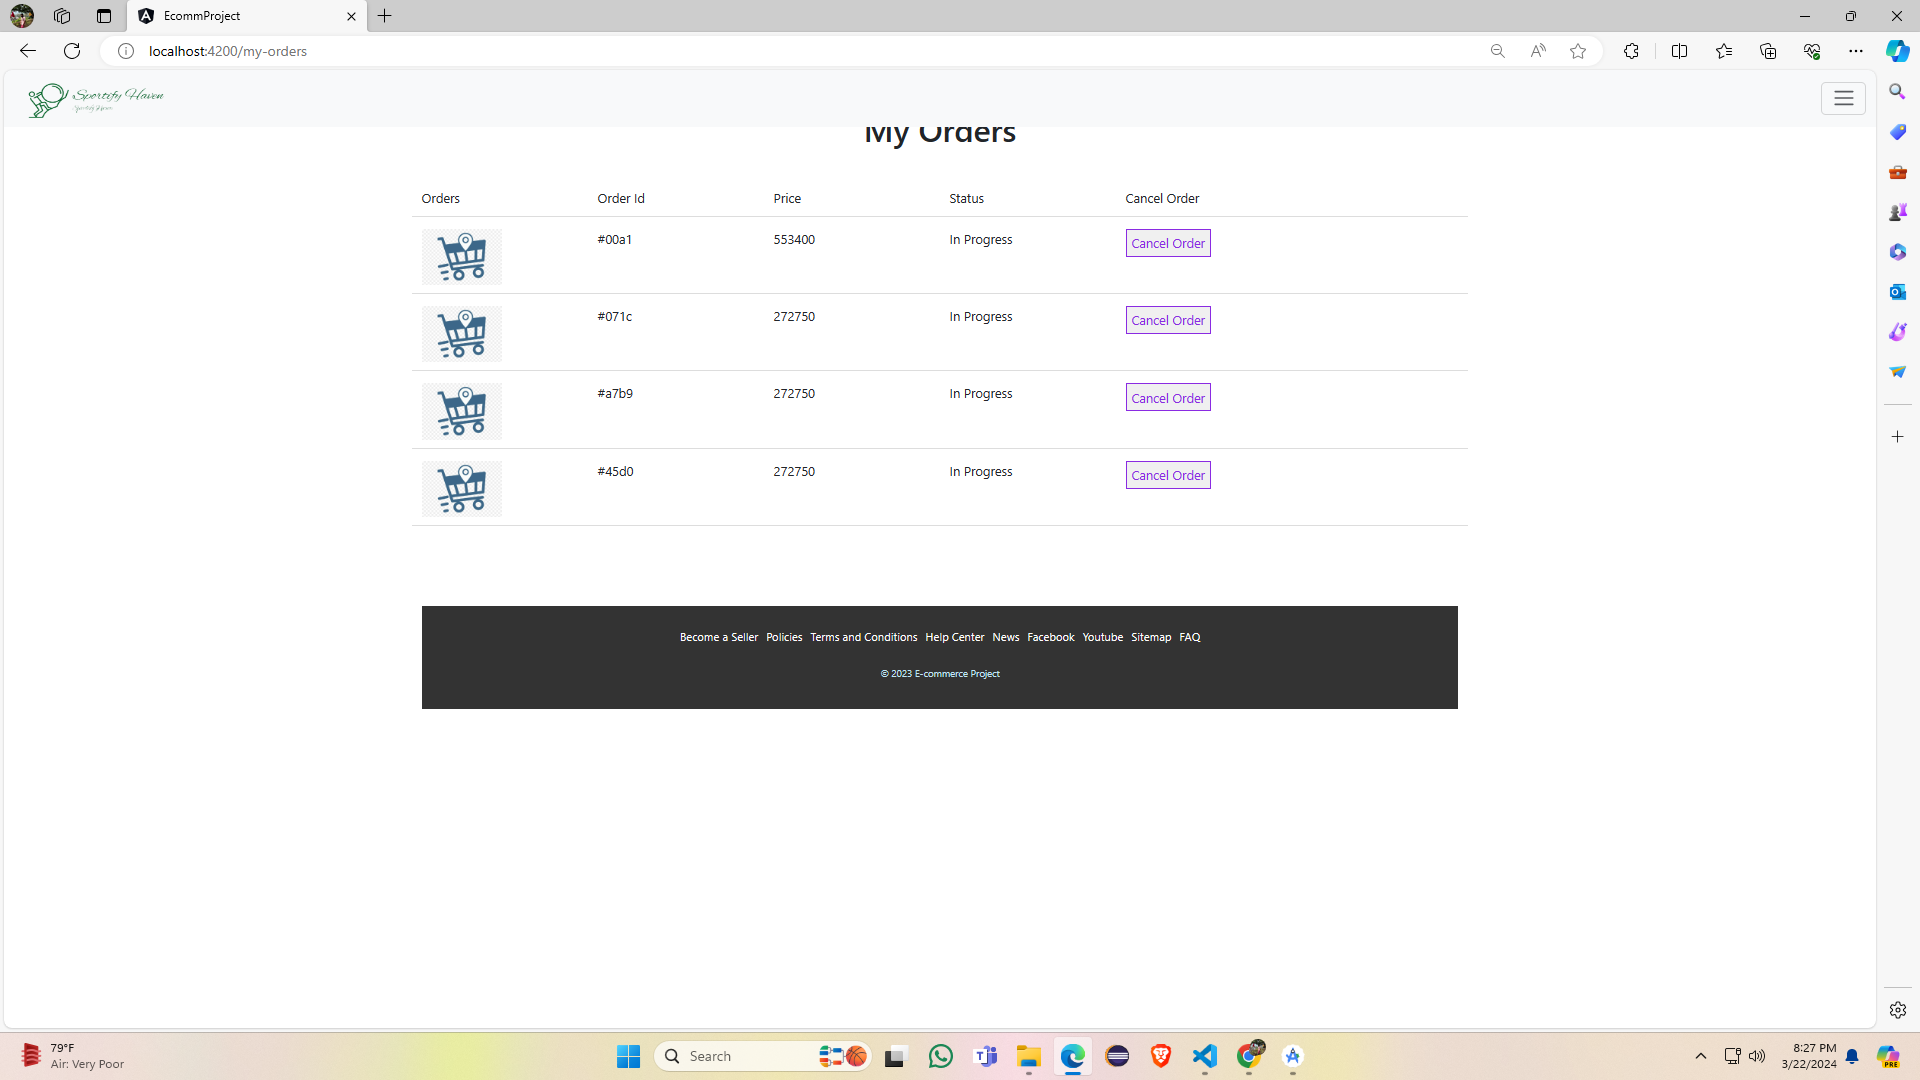 EcommProject
localhost:4200/my-orders
Sportify Haven
Sportify Haven
My Orders
Orders Order Id Price Status Cancel Order
#00a1 553400 In Progress Cancel Order
#071c 272750 In Progress Cancel Order
#a7b9 272750 In Progress Cancel Order
#45d0 272750 In Progress Cancel Order
Become a Seller Policies Terms and Conditions Help Center News Facebook Youtube Sitemap FAQ
© 2023 E-commerce Project
79°F
Air: Very Poor
Search
8:27 PM
3/22/2024
PRE